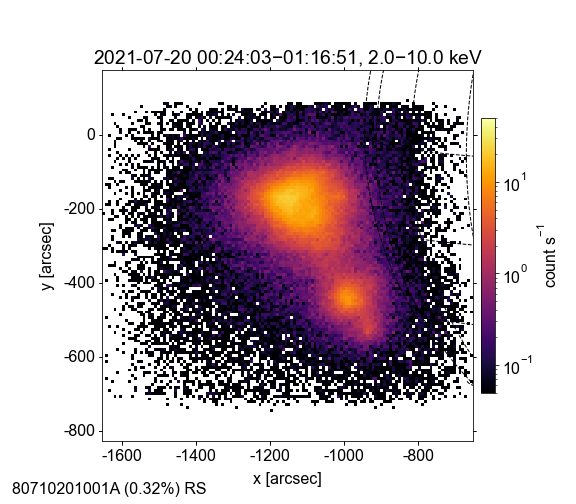 2021-07-20 00:24:03−01:16:51, 2.0−10.0 keV
0
-200
-400
-600
-800
y [arcsec]
-1600 -1400 -1200 -1000 -800
x [arcsec]
10¹
10⁰
10⁻¹
count s⁻¹
80710201001A (0.32%) RS